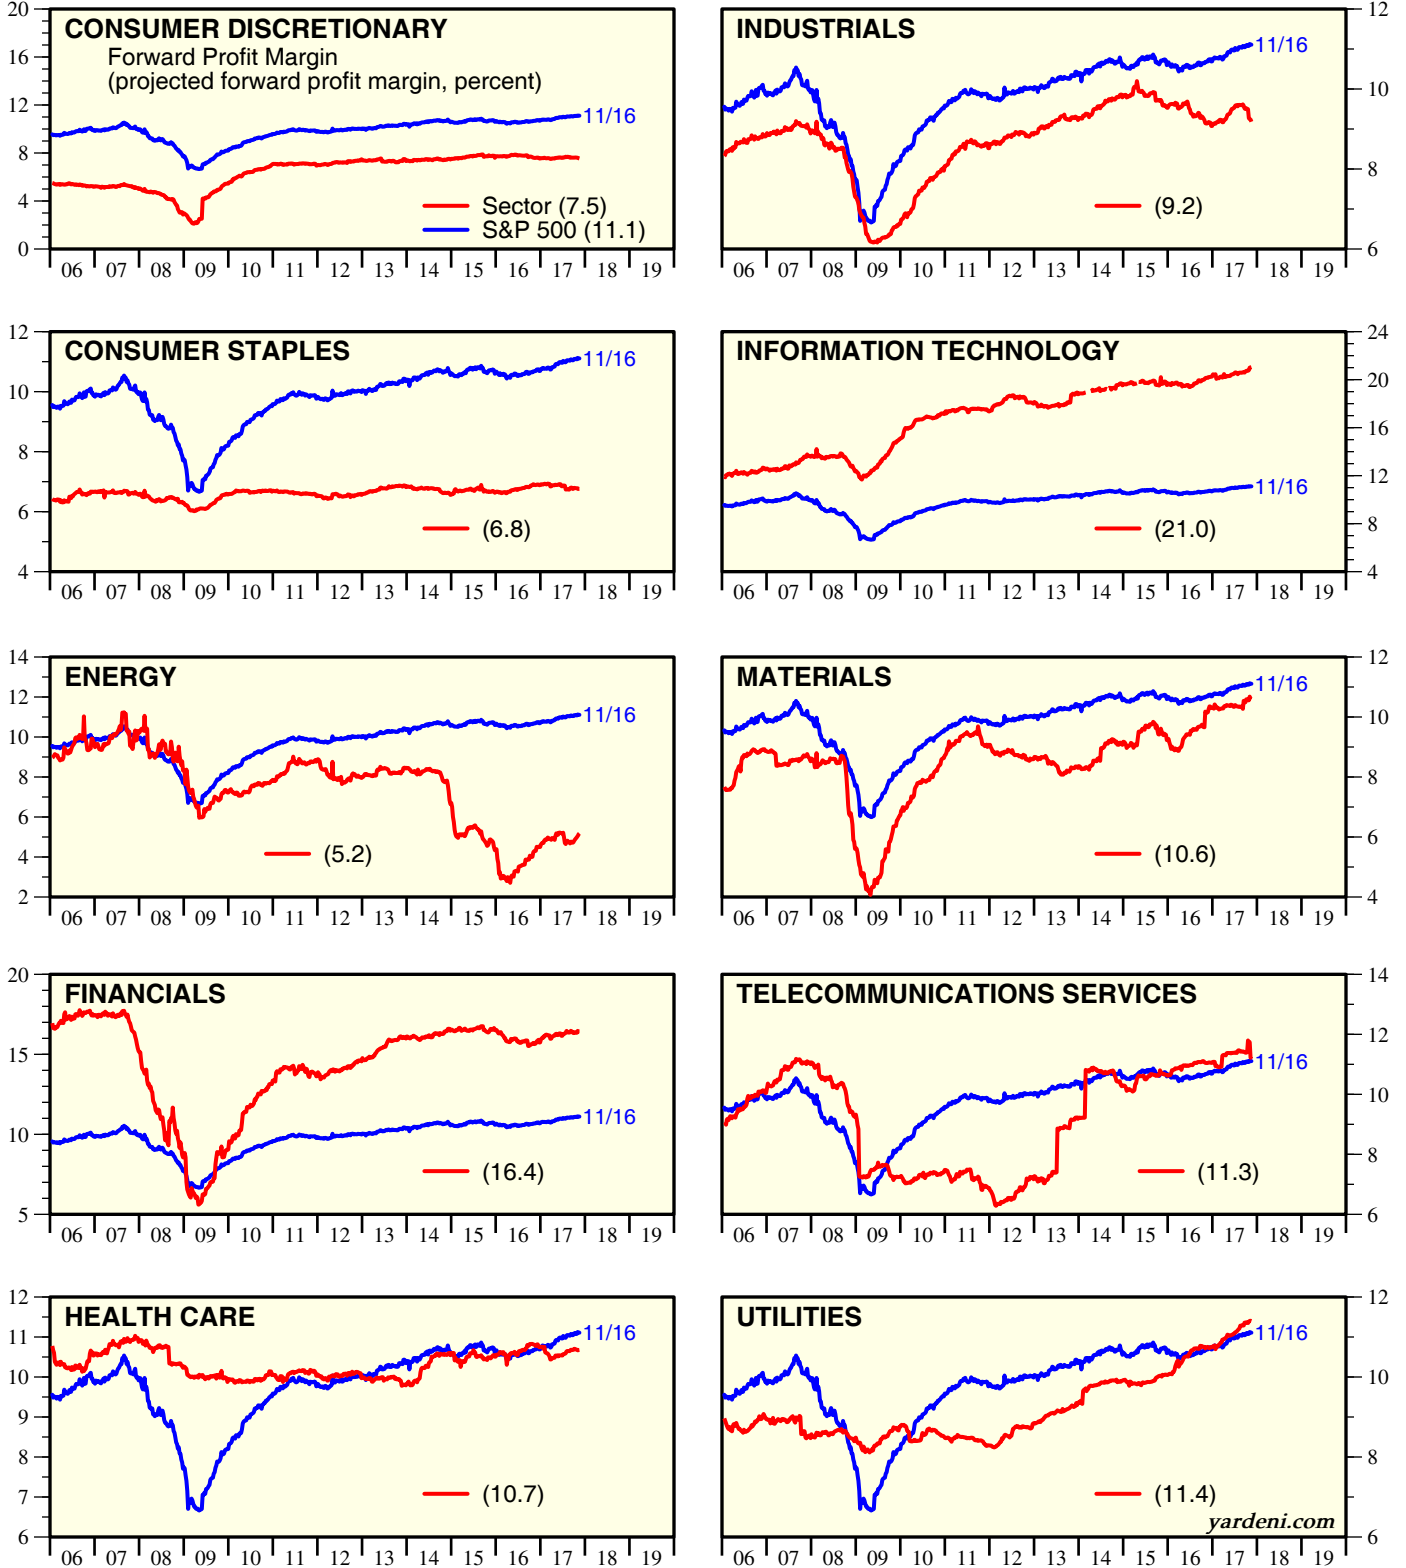 CONSUMER DISCRETIONARY
Forward Profit Margin
(projected forward profit margin, percent)
20
16
12
8
4
0
11/16
Sector (7.5)
S&P 500 (11.1)
06 07 08 09 10 11 12 13 14 15 16 17 18 19
INDUSTRIALS
12
10
8
6
11/16
(9.2)
06 07 08 09 10 11 12 13 14 15 16 17 18 19
CONSUMER STAPLES
12
10
8
6
4
11/16
(6.8)
06 07 08 09 10 11 12 13 14 15 16 17 18 19
INFORMATION TECHNOLOGY
24
20
16
12
8
4
11/16
(21.0)
06 07 08 09 10 11 12 13 14 15 16 17 18 19
ENERGY
14
12
10
8
6
4
2
11/16
(5.2)
06 07 08 09 10 11 12 13 14 15 16 17 18 19
MATERIALS
12
10
8
6
4
11/16
(10.6)
06 07 08 09 10 11 12 13 14 15 16 17 18 19
FINANCIALS
20
15
10
5
11/16
(16.4)
06 07 08 09 10 11 12 13 14 15 16 17 18 19
TELECOMMUNICATIONS SERVICES
14
12
10
8
6
11/16
(11.3)
06 07 08 09 10 11 12 13 14 15 16 17 18 19
HEALTH CARE
12
11
10
9
8
7
6
11/16
(10.7)
06 07 08 09 10 11 12 13 14 15 16 17 18 19
UTILITIES
12
10
8
6
11/16
(11.4)
yardeni.com
06 07 08 09 10 11 12 13 14 15 16 17 18 19